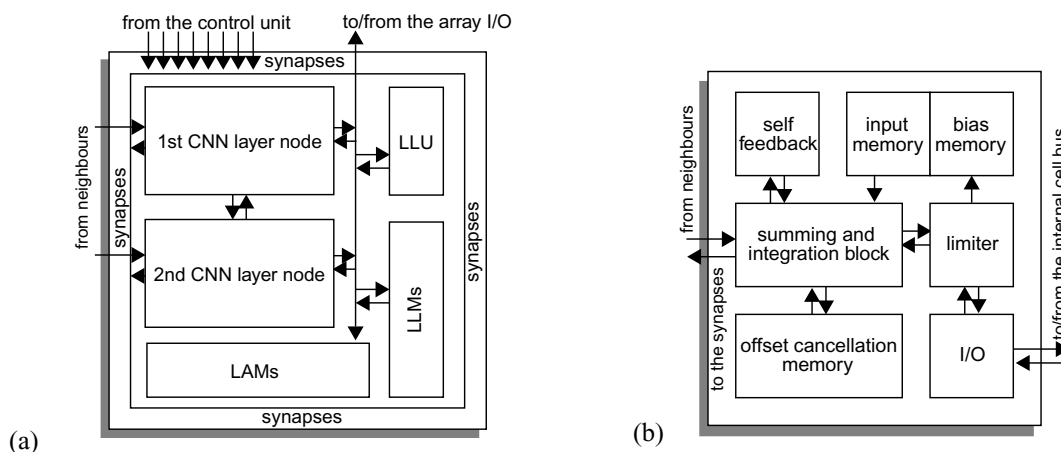 from the control unit
to/from the array I/O
synapses
1st CNN layer node
LLU
from neighbours
synapses
synapses
2nd CNN layer node
LLMs
LAMs
synapses
(a)
self
feedback
input
memory
bias
memory
from neighbours
summing and
integration block
limiter
to the synapses
offset cancellation
memory
I/O
to/from the internal cell bus
(b)